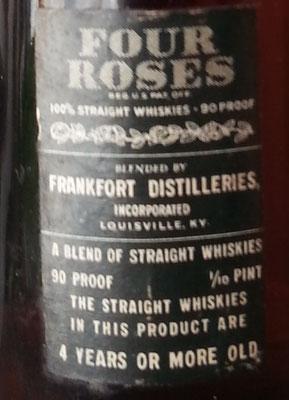 FOUR
ROSES
REG. U.S. PAT. OFF.
100% STRAIGHT WHISKIES - 90 PROOF
BLENDED BY
FRANKFORT DISTILLERIES,
INCORPORATED
LOUISVILLE, KY.
A BLEND OF STRAIGHT WHISKIES
90 PROOF 1/10 PINT
THE STRAIGHT WHISKIES
IN THIS PRODUCT ARE
4 YEARS OR MORE OLD